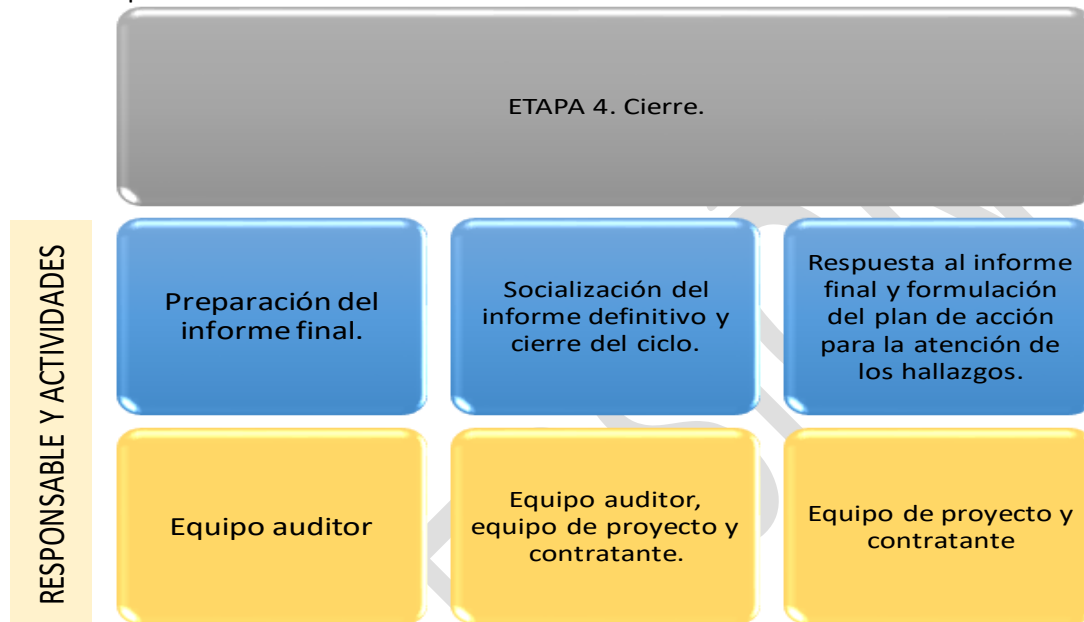 ETAPA 4. Cierre.
RESPONSABLE Y ACTIVIDADES
Preparación del
informe final.
Socialización del
informe definitivo y
cierre del ciclo.
Respuesta al informe
final y formulación
del plan de acción
para la atención de
los hallazgos.
Equipo auditor
Equipo auditor,
equipo de proyecto y
contratante.
Equipo de proyecto y
contratante